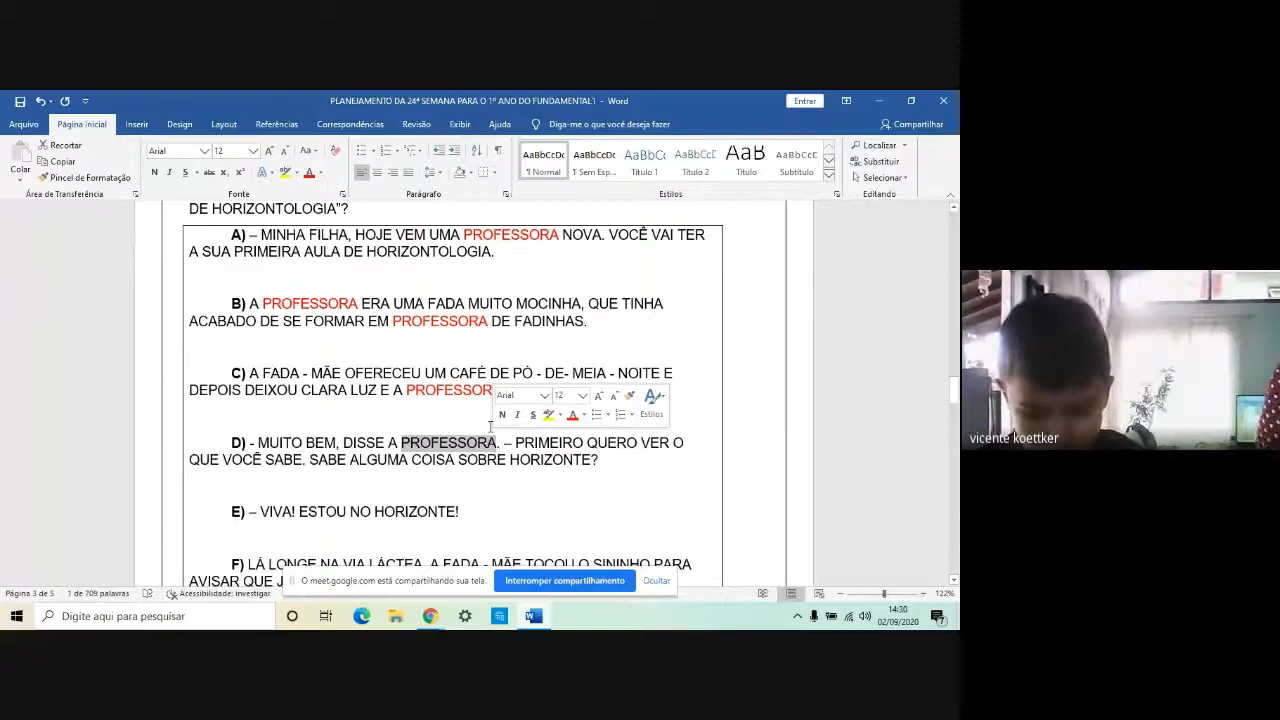 PLANEJAMENTO DA 24ª SEMANA PARA O 1º ANO DO FUNDAMENTAL1 - Word
Entrar
Arquivo Página Inicial Inserir Design Layout Referências Correspondências Revisão Exibir Ajuda Diga-me o que você deseja fazer Compartilhar
Colar
Recortar
Copiar
Pincel de Formatação
Área de Transferência
Arial 12
Fonte
Parágrafo
AaBbCcDc AaBbCcDc AaBbCc AaBbCcD AaB AaBbCcD
¶ Normal ¶ Sem Esp... Título 1 Título 2 Título Subtítulo
Estilos
Localizar
Substituir
Selecionar
Editando
DE HORIZONTOLOGIA"?
A) – MINHA FILHA, HOJE VEM UMA PROFESSORA NOVA. VOCÊ VAI TER
A SUA PRIMEIRA AULA DE HORIZONTOLOGIA.
B) A PROFESSORA ERA UMA FADA MUITO MOCINHA, QUE TINHA
ACABADO DE SE FORMAR EM PROFESSORA DE FADINHAS.
C) A FADA - MÃE OFERECEU UM CAFÉ DE PÓ - DE- MEIA - NOITE E
DEPOIS DEIXOU CLARA LUZ E A PROFESSOR
Arial 12
N I S Estilos
D) - MUITO BEM, DISSE A PROFESSORA. – PRIMEIRO QUERO VER O
QUE VOCÊ SABE. SABE ALGUMA COISA SOBRE HORIZONTE?
E) – VIVA! ESTOU NO HORIZONTE!
F) LÁ LONGE NA VIA LÁCTEA, A FADA - MÃE TOCOU O SININHO PARA
AVISAR QUE J
O meet.google.com está compartilhando sua tela. Interromper compartilhamento Ocultar
Página 3 de 5 1 de 709 palavras Acessibilidade: investigar 122%
Digite aqui para pesquisar
14:30
02/09/2020
vicente koettker